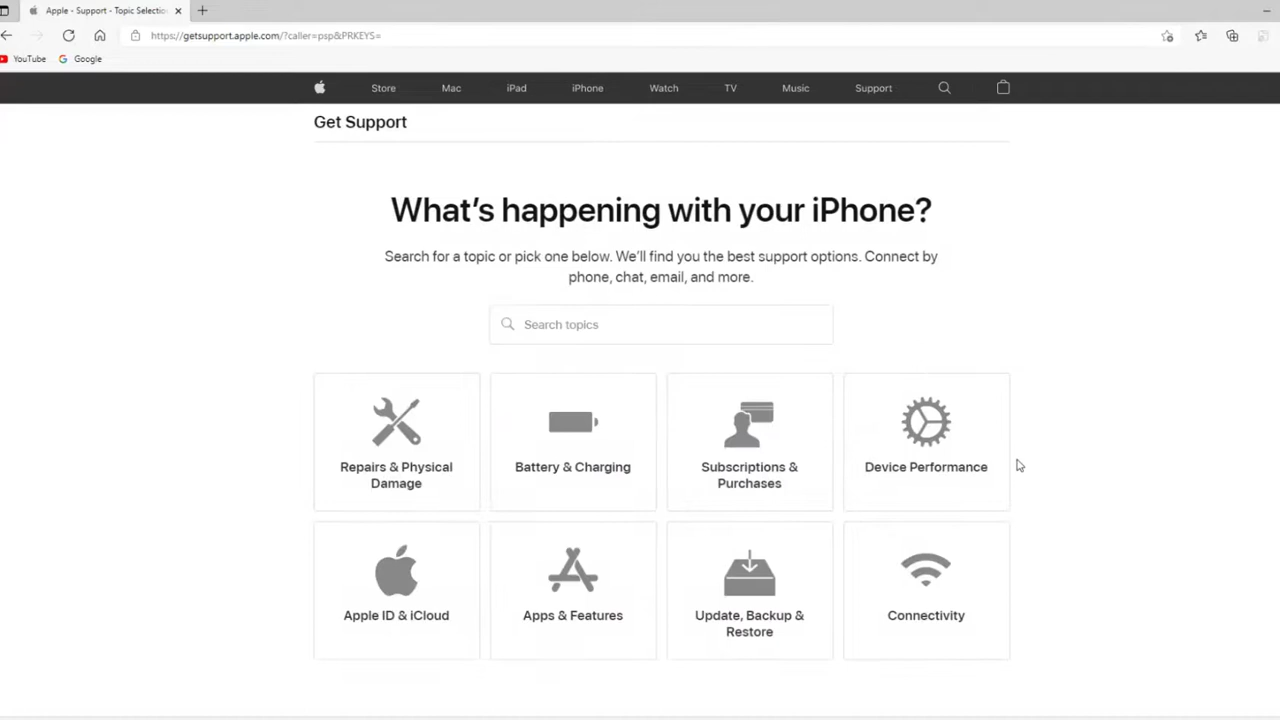 Apple - Support - Topic Selectio
https://getsupport.apple.com/?caller=psp&PRKEYS=
YouTube Google
Store Mac iPad iPhone Watch TV Music Support
Get Support
What's happening with your iPhone?
Search for a topic or pick one below. We'll find you the best support options. Connect by
phone, chat, email, and more.
Search topics
Repairs & Physical
Damage
Battery & Charging
Subscriptions &
Purchases
Device Performance
Apple ID & iCloud
Apps & Features
Update, Backup &
Restore
Connectivity